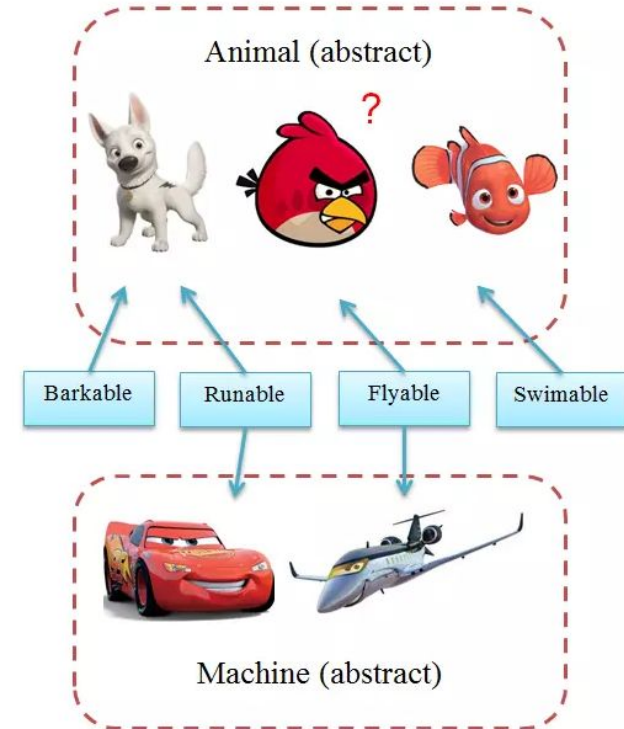 Animal (abstract)
?
Barkable
Runable
Flyable
Swimable
Machine (abstract)